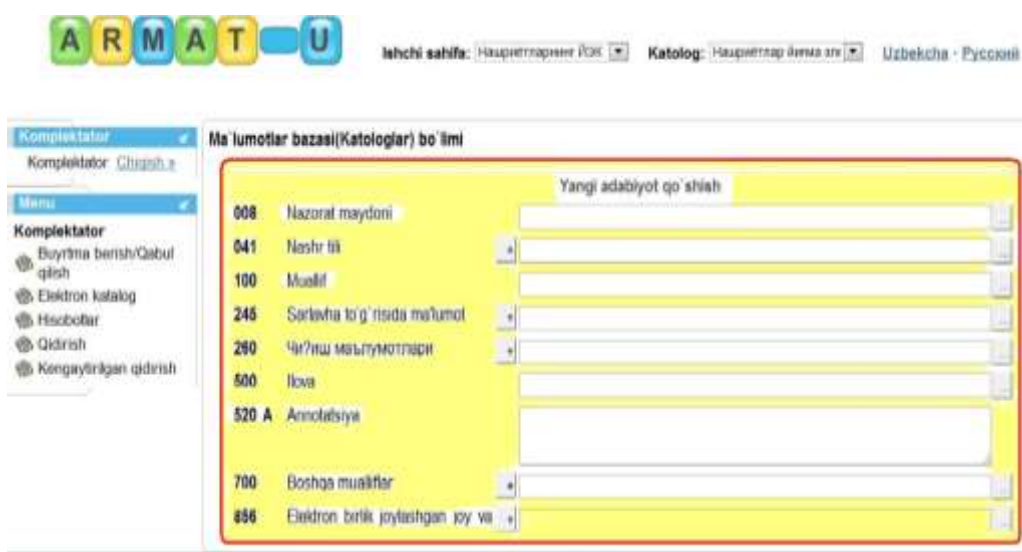 ARMAT-U
Ishchi sahifa: Katalog: Uzbekcha · Русский
Komplektator
Komplektator Chiqish »
Menu
Komplektator
Buyrtma berish/Qabul
qilish
Elektron katalog
Hisobotlar
Qidirish
Kengaytirilgan qidirish
Ma`lumotlar bazasi(Katologlar) bo`limi
Yangi adabiyot qo`shish
008 Nazorat maydoni ...
041 Nashr tili + ...
100 Muallif ...
245 Sarlavha to`g`risida ma'lumot + ...
260 Чи?иш маълумотлари + ...
500 Ilova ...
520 A Annotatsiya
700 Boshqa mualliflar + ...
856 Elektron birlik joylashgan joy va + ...